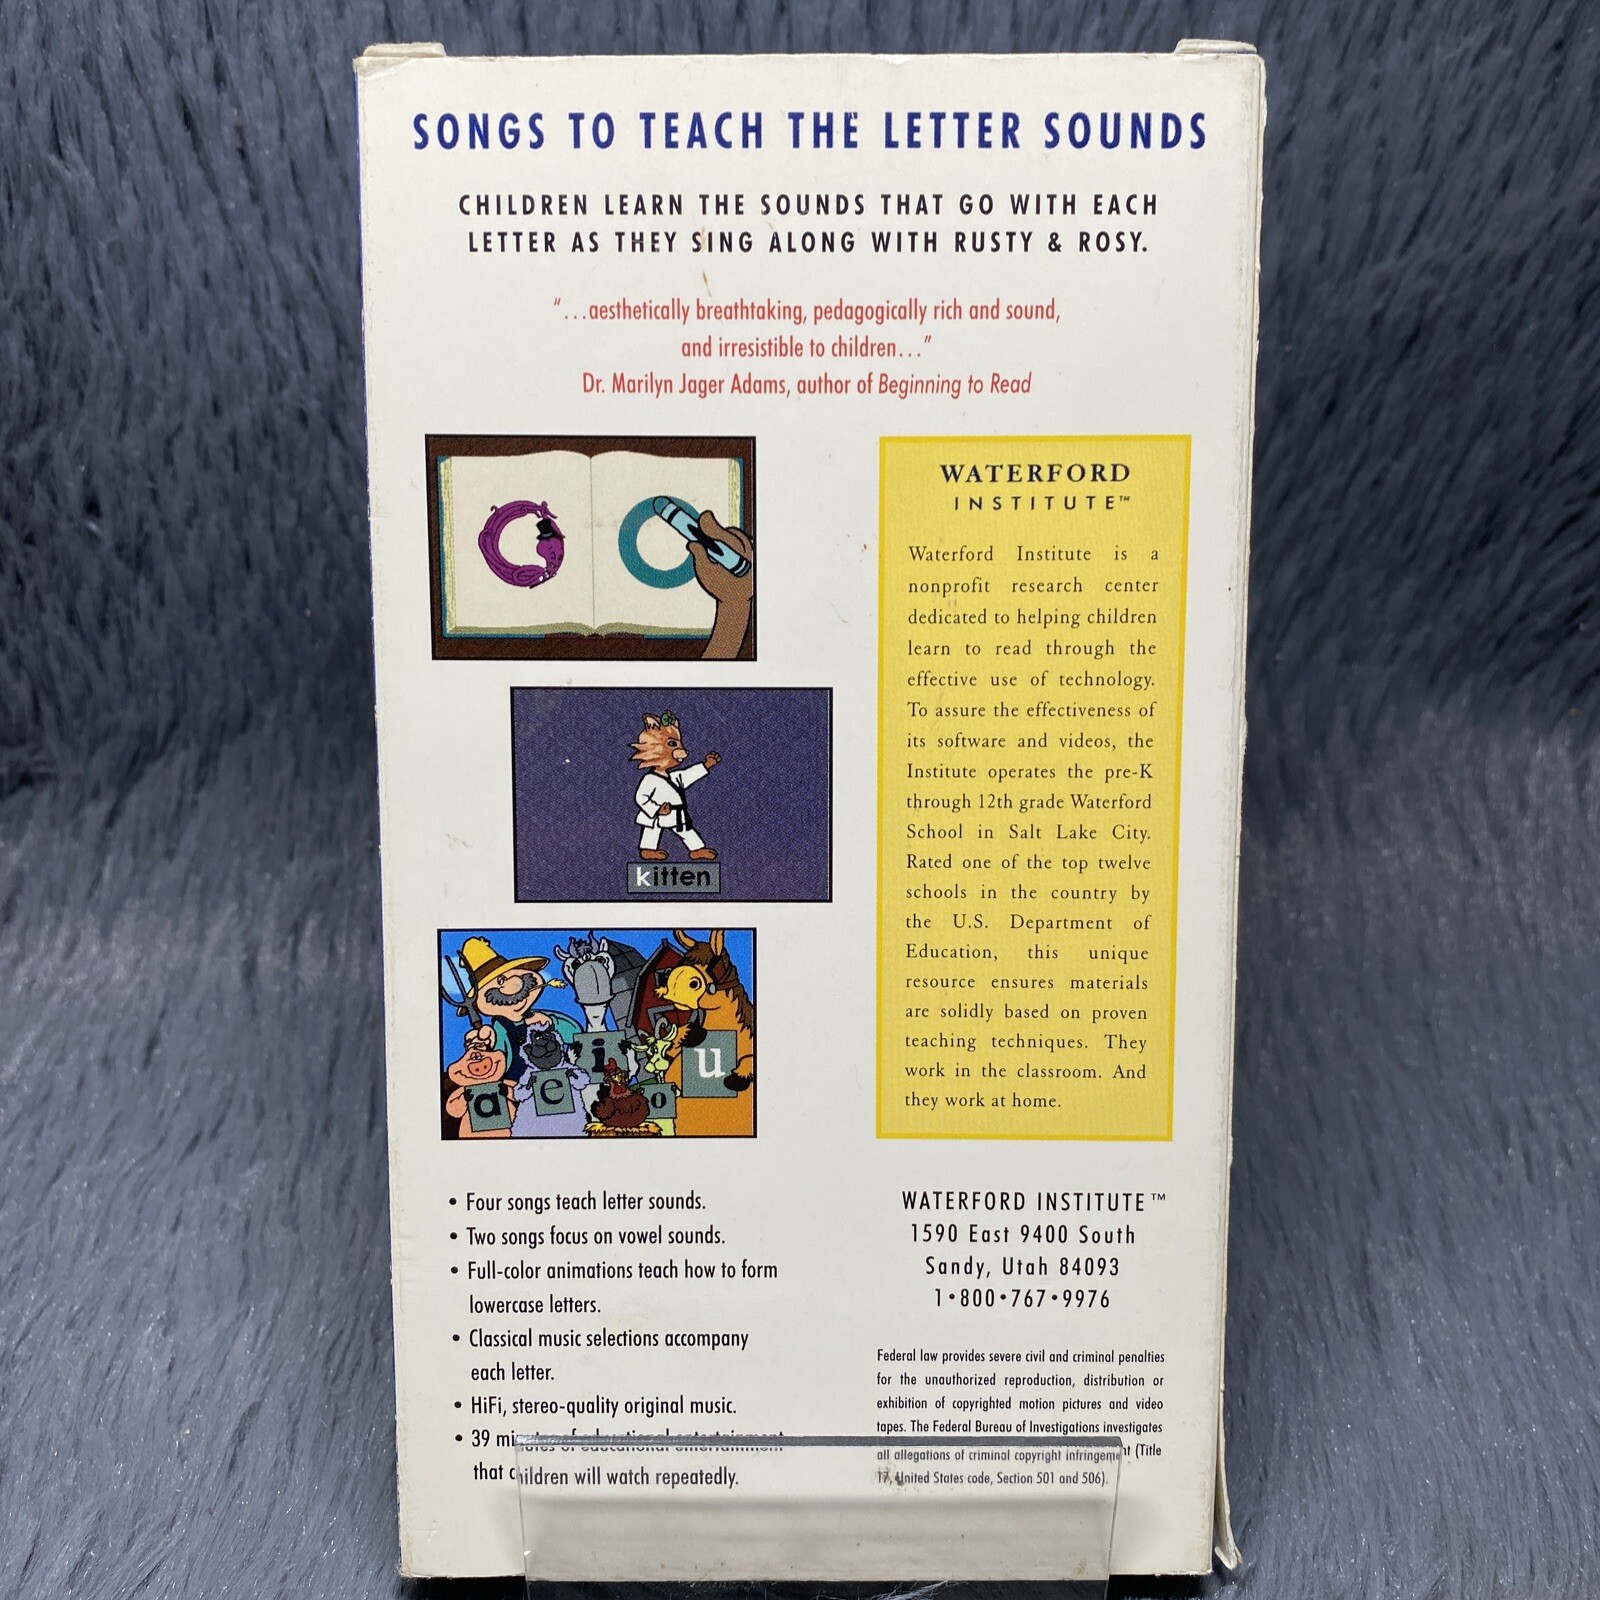 SONGS TO TEACH THE LETTER SOUNDS
CHILDREN LEARN THE SOUNDS THAT GO WITH EACH
LETTER AS THEY SING ALONG WITH RUSTY & ROSY.
"...aesthetically breathtaking, pedagogically rich and sound,
and irresistible to children..."
Dr. Marilyn Jager Adams, author of Beginning to Read
kitten
a
e
i
o
u
WATERFORD
INSTITUTE™
Waterford Institute is a
nonprofit research center
dedicated to helping children
learn to read through the
effective use of technology.
To assure the effectiveness of
its software and videos, the
Institute operates the pre-K
through 12th grade Waterford
School in Salt Lake City.
Rated one of the top twelve
schools in the country by
the U.S. Department of
Education, this unique
resource ensures materials
are solidly based on proven
teaching techniques. They
work in the classroom. And
they work at home.
• Four songs teach letter sounds.
• Two songs focus on vowel sounds.
• Full-color animations teach how to form
lowercase letters.
• Classical music selections accompany
each letter.
• HiFi, stereo-quality original music.
• 39 minutes of educational entertainment
that children will watch repeatedly.
WATERFORD INSTITUTE™
1590 East 9400 South
Sandy, Utah 84093
1•800•767•9976
Federal law provides severe civil and criminal penalties
for the unauthorized reproduction, distribution or
exhibition of copyrighted motion pictures and video
tapes. The Federal Bureau of Investigations investigates
all allegations of criminal copyright infringement (Title
17, United States code, Section 501 and 506).